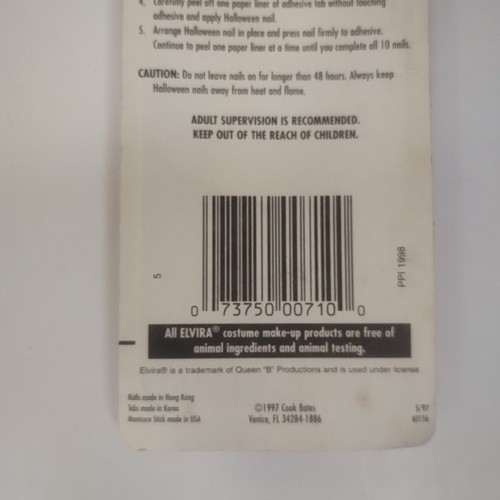 4. Carefully peel off one paper liner of adhesive tab without touching
adhesive and apply Halloween nail.
5. Arrange Halloween nail in place and press nail firmly to adhesive.
Continue to peel one paper liner at a time until you complete all 10 nails.
CAUTION: Do not leave nails on for longer than 48 hours. Always keep
Halloween nails away from heat and flame.
ADULT SUPERVISION IS RECOMMENDED.
KEEP OUT OF THE REACH OF CHILDREN.
5
PPI 1998
0 73750 00710 0
All ELVIRA® costume make-up products are free of
animal ingredients and animal testing.
Elvira® is a trademark of Queen "B" Productions and is used under license
Nails made in Hong Kong
Tabs made in Korea
Manicure Stick made in USA
©1997 Cook Bates
Venice, FL 34284-1886
5/97